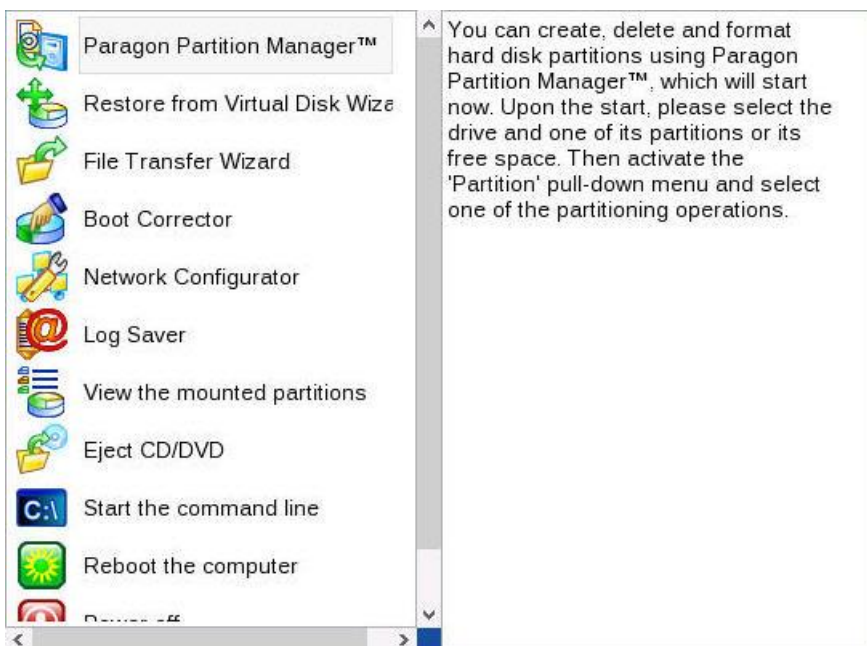 Paragon Partition Manager™
Restore from Virtual Disk Wiza
File Transfer Wizard
Boot Corrector
Network Configurator
Log Saver
View the mounted partitions
Eject CD/DVD
C:\
Start the command line
Reboot the computer
Power off
You can create, delete and format
hard disk partitions using Paragon
Partition Manager™, which will start
now. Upon the start, please select the
drive and one of its partitions or its
free space. Then activate the
'Partition' pull-down menu and select
one of the partitioning operations.